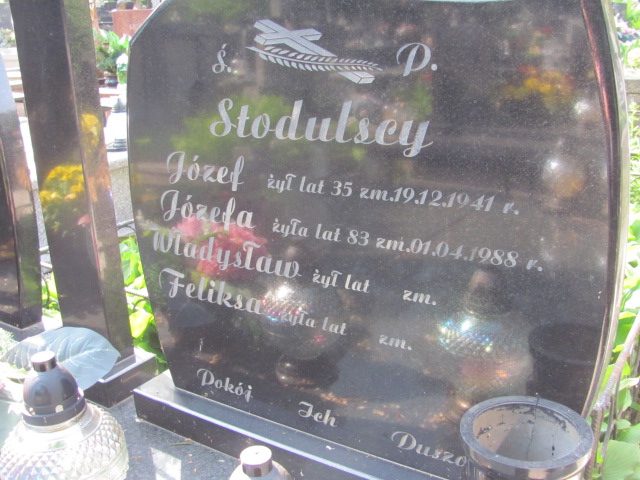 ś. P.
Stodulscy
Józef żył lat 35 zm. 19.12.1941 r.
Józefa żyła lat 83 zm. 01.04.1988 r.
Władysław żył lat zm.
Feliksa żyła lat zm.
Pokój Ich Duszo